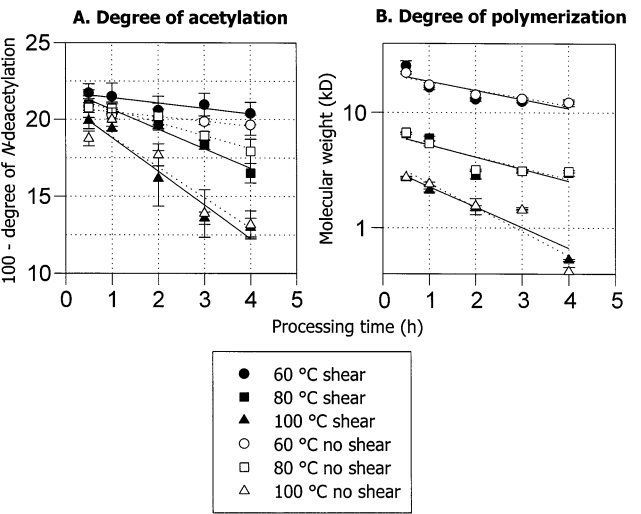 A. Degree of acetylation
B. Degree of polymerization
100 - degree of N-deacetylation
25
20
15
10
0 1 2 3 4 5
Molecular weight (kD)
10
1
0 1 2 3 4 5
Processing time (h)
60 °C shear
80 °C shear
100 °C shear
60 °C no shear
80 °C no shear
100 °C no shear